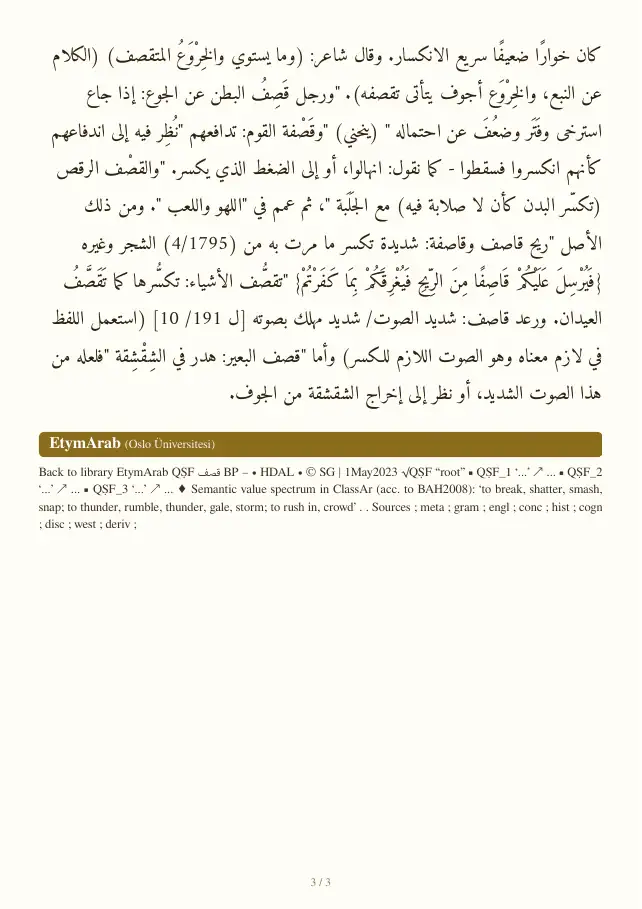 كان خوارًا ضعيفًا سريع الانكسار. وقال شاعر: (وما يستوي والخِرْوَعُ المتقصف) (الكلام
عن النبع، والخِرْوَع أجوف يتأتى تقصفه). "ورجل قَصِفُ البطن عن الجوع: إذا جاع
استرخى وفَتَر وضعُفَ عن احتماله" (ينحني) "وقَصْفة القوم: تدافعهم "نُظِر فيه إلى اندفاعهم
كأنهم انكسروا فسقطوا - كما نقول: انهالوا، أو إلى الضغط الذي يكسر. "والقصْف الرقص
(تكسّر البدن كأن لا صلابة فيه) مع الجَلَبة "، ثم عمم في "اللهو واللعب ". ومن ذلك
الأصل "ريح قاصف وقاصفة: شديدة تكسر ما مرت به من (4/1795) الشجر وغيره
{فَيُرْسِلَ عَلَيْكُمْ قَاصِفًا مِنَ الرِّيحِ فَيُغْرِقَكُمْ بِمَا كَفَرْتُمْ} "تقصُّف الأشياء: تكسُّرها كما تَقَصَّفُ
العيدان. ورعد قاصف: شديد الصوت/ شديد مهلك بصوته [ل 191/ 10] (استعمل اللفظ
في لازم معناه وهو الصوت اللازم للكسر) وأما "قصف البعير: هدر في الشِقْشِقة "فلعله من
هذا الصوت الشديد، أو نظر إلى إخراج الشقشقة من الجوف.
EtymArab (Oslo Üniversitesi)
Back to library EtymArab QṢF قصف BP – • HDAL • © SG | 1May2023 √QṢF “root” ▪ QṢF_1 ‘...’ ↗ ... ▪ QṢF_2
‘...’ ↗ ... ▪ QṢF_3 ‘...’ ↗ ... ♦ Semantic value spectrum in ClassAr (acc. to BAH2008): ‘to break, shatter, smash,
snap; to thunder, rumble, thunder, gale, storm; to rush in, crowd’ . . Sources ; meta ; gram ; engl ; conc ; hist ; cogn
; disc ; west ; deriv ;
3 / 3